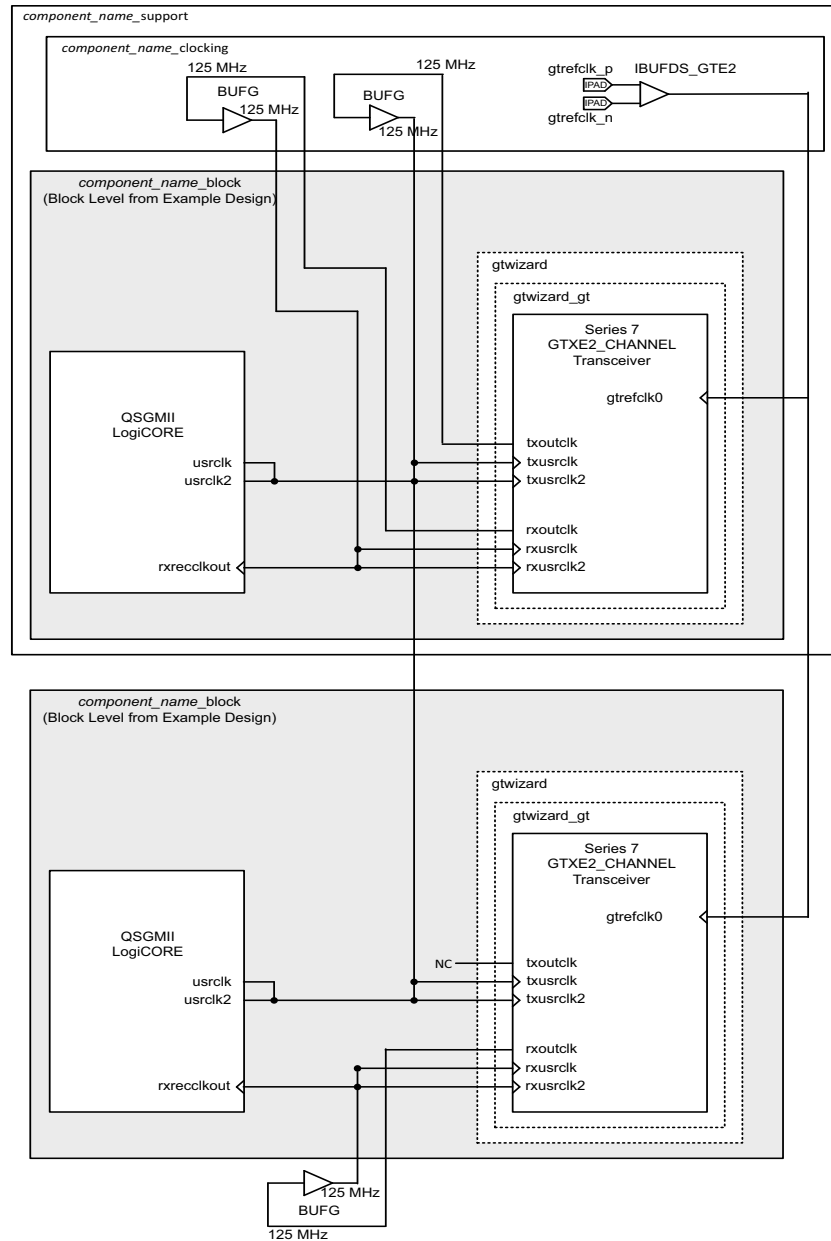 component_name_support
component_name_clocking
125 MHz
BUFG
125 MHz
125 MHz
BUFG
125 MHz
gtrefclk_p
IPAD
IPAD
gtrefclk_n
IBUFDS_GTE2
component_name_block
(Block Level from Example Design)
gtwizard
gtwizard_gt
Series 7
GTXE2_CHANNEL
Transceiver
gtrefclk0
QSGMII
LogiCORE
usrclk
usrclk2
rxrecclkout
txoutclk
txusrclk
txusrclk2
rxoutclk
rxusrclk
rxusrclk2
component_name_block
(Block Level from Example Design)
gtwizard
gtwizard_gt
Series 7
GTXE2_CHANNEL
Transceiver
gtrefclk0
QSGMII
LogiCORE
usrclk
usrclk2
rxrecclkout
NC
txoutclk
txusrclk
txusrclk2
rxoutclk
rxusrclk
rxusrclk2
125 MHz
BUFG
125 MHz